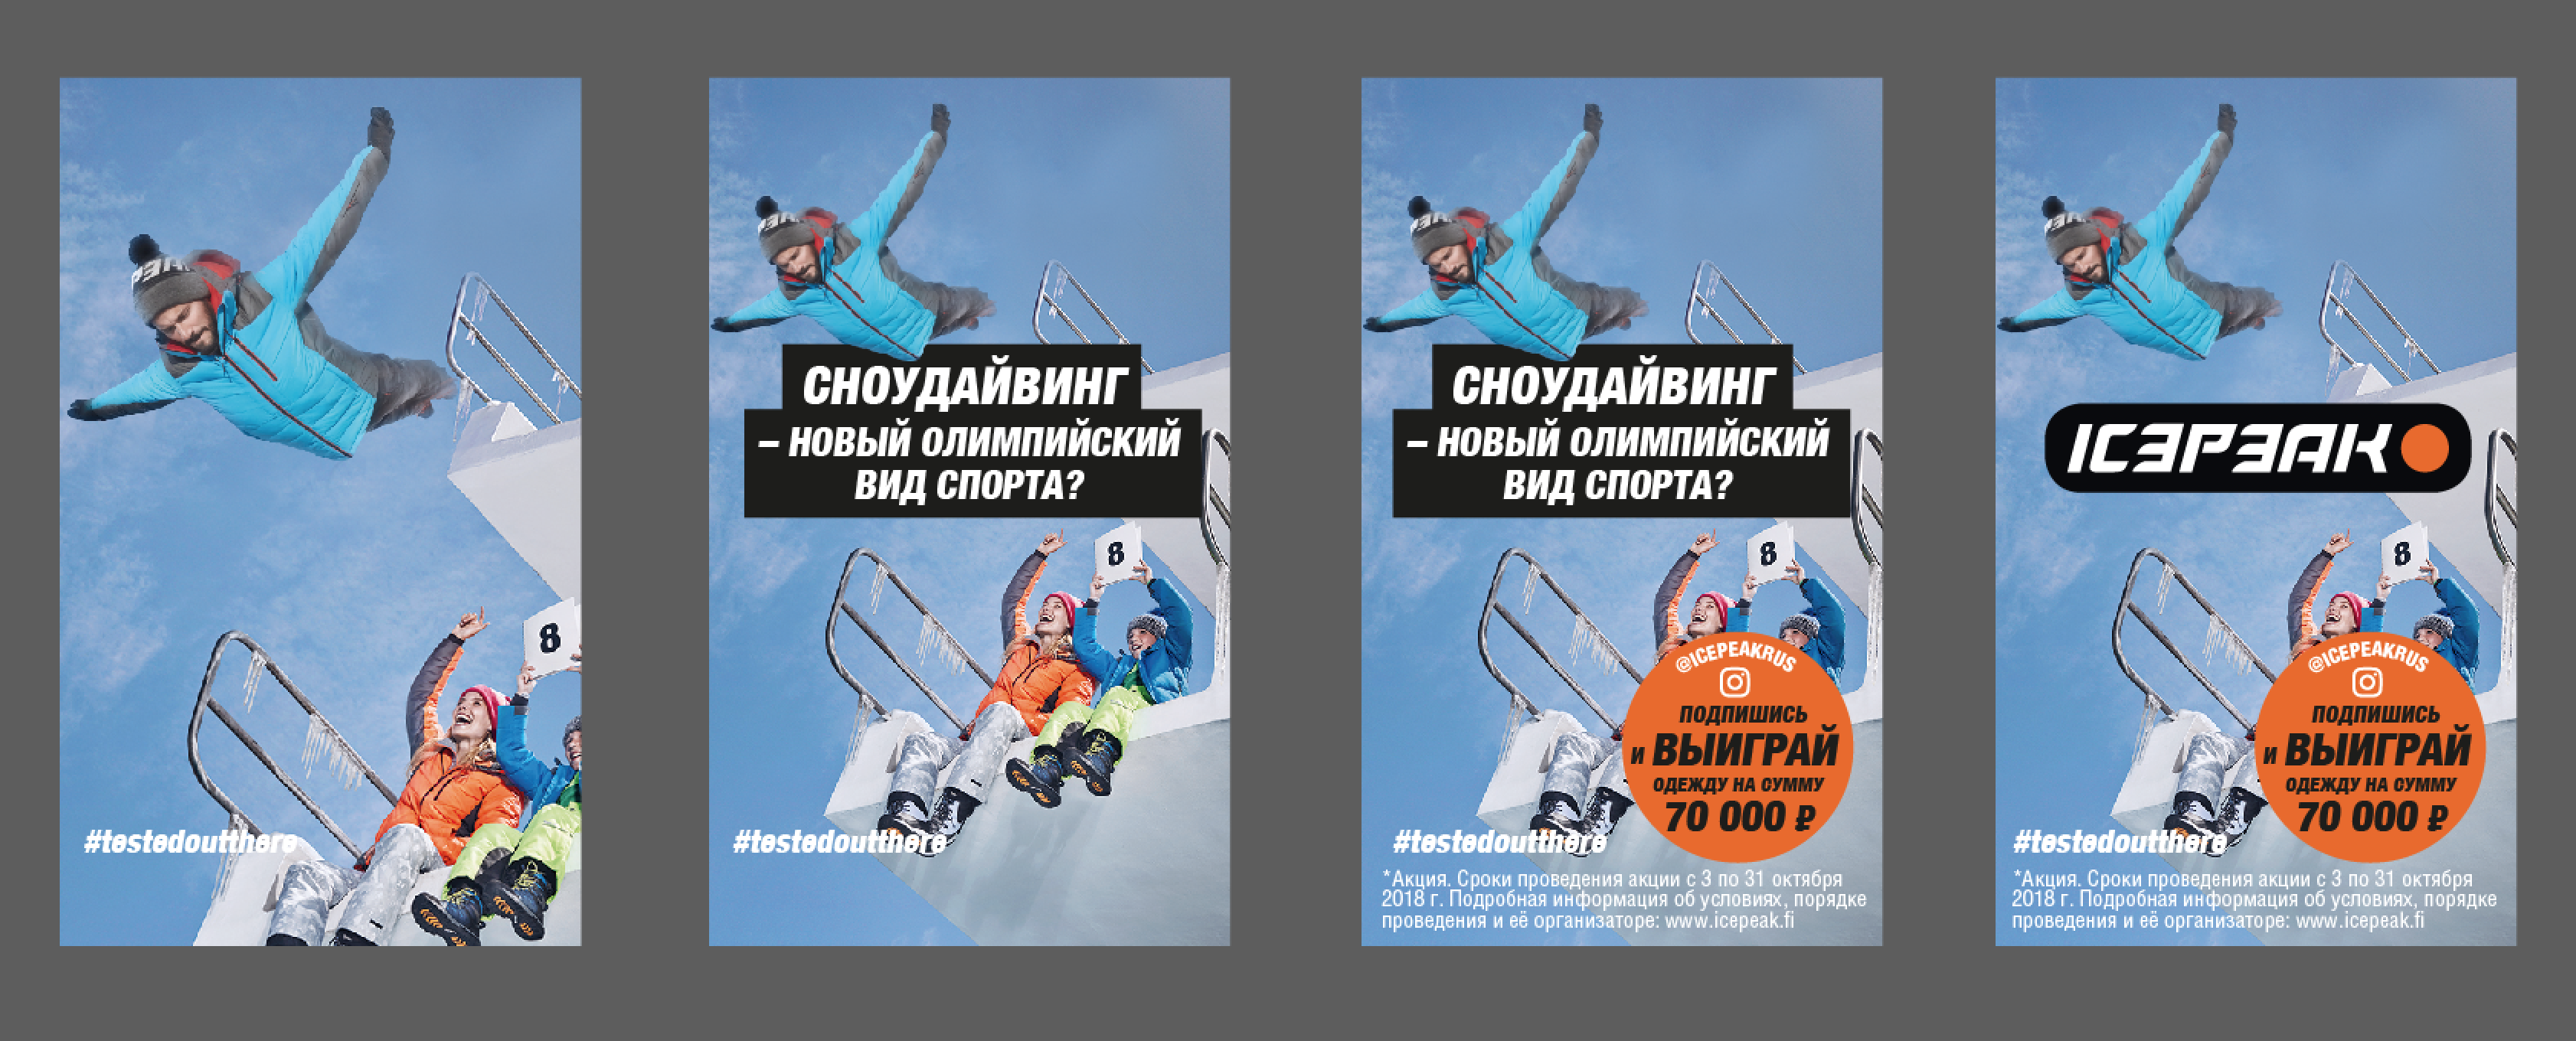 8
#testedoutthere
СНОУДАЙВИНГ
– НОВЫЙ ОЛИМПИЙСКИЙ
ВИД СПОРТА?
8
#testedoutthere
СНОУДАЙВИНГ
– НОВЫЙ ОЛИМПИЙСКИЙ
ВИД СПОРТА?
8
@ICEPEAKRUS
ПОДПИШИСЬ
и ВЫИГРАЙ
ОДЕЖДУ НА СУММУ
70 000 ₽
#testedoutthere
*Акция. Сроки проведения акции с 3 по 31 октября
2018 г. Подробная информация об условиях, порядке
проведения и её организаторе: www.icepeak.fi
ICEPEAK
8
@ICEPEAKRUS
ПОДПИШИСЬ
и ВЫИГРАЙ
ОДЕЖДУ НА СУММУ
70 000 ₽
#testedoutthere
*Акция. Сроки проведения акции с 3 по 31 октября
2018 г. Подробная информация об условиях, порядке
проведения и её организаторе: www.icepeak.fi